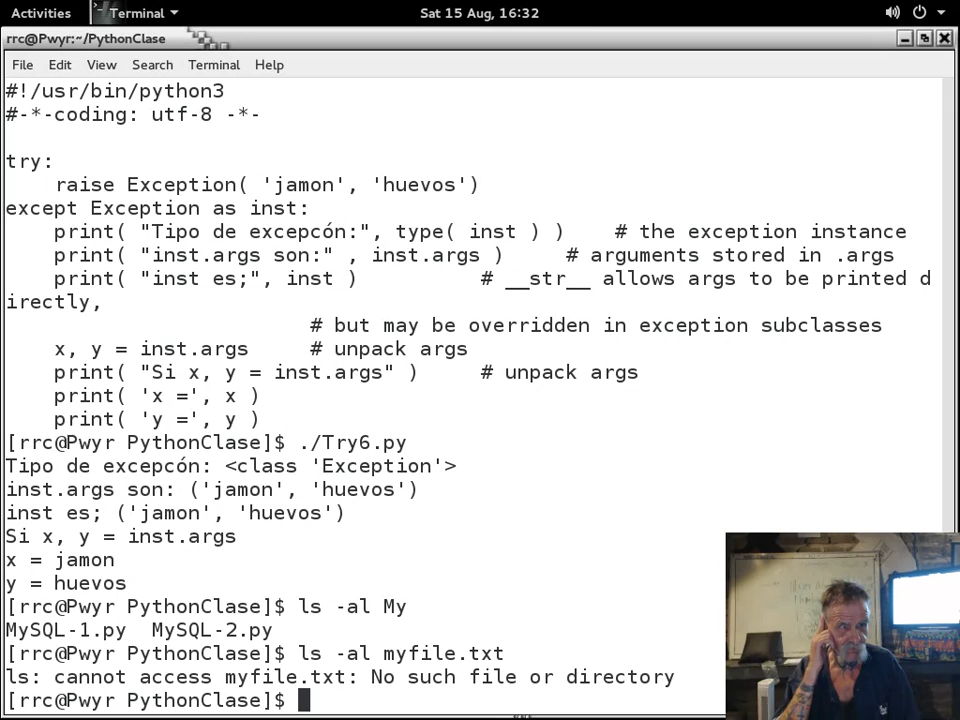 Activities Terminal Sat 15 Aug, 16:32
rrc@Pwyr:~/PythonClase
File Edit View Search Terminal Help
#!/usr/bin/python3
#-*-coding: utf-8 -*-
try:
    raise Exception( 'jamon', 'huevos')
except Exception as inst:
    print( "Tipo de excepcón:", type( inst ) )    # the exception instance
    print( "inst.args son:" , inst.args )     # arguments stored in .args
    print( "inst es;", inst )          # __str__ allows args to be printed d
irectly,
                         # but may be overridden in exception subclasses
    x, y = inst.args     # unpack args
    print( "Si x, y = inst.args" )     # unpack args
    print( 'x =', x )
    print( 'y =', y )
[rrc@Pwyr PythonClase]$ ./Try6.py
Tipo de excepcón: <class 'Exception'>
inst.args son: ('jamon', 'huevos')
inst es; ('jamon', 'huevos')
Si x, y = inst.args
x = jamon
y = huevos
[rrc@Pwyr PythonClase]$ ls -al My
MySQL-1.py  MySQL-2.py
[rrc@Pwyr PythonClase]$ ls -al myfile.txt
ls: cannot access myfile.txt: No such file or directory
[rrc@Pwyr PythonClase]$